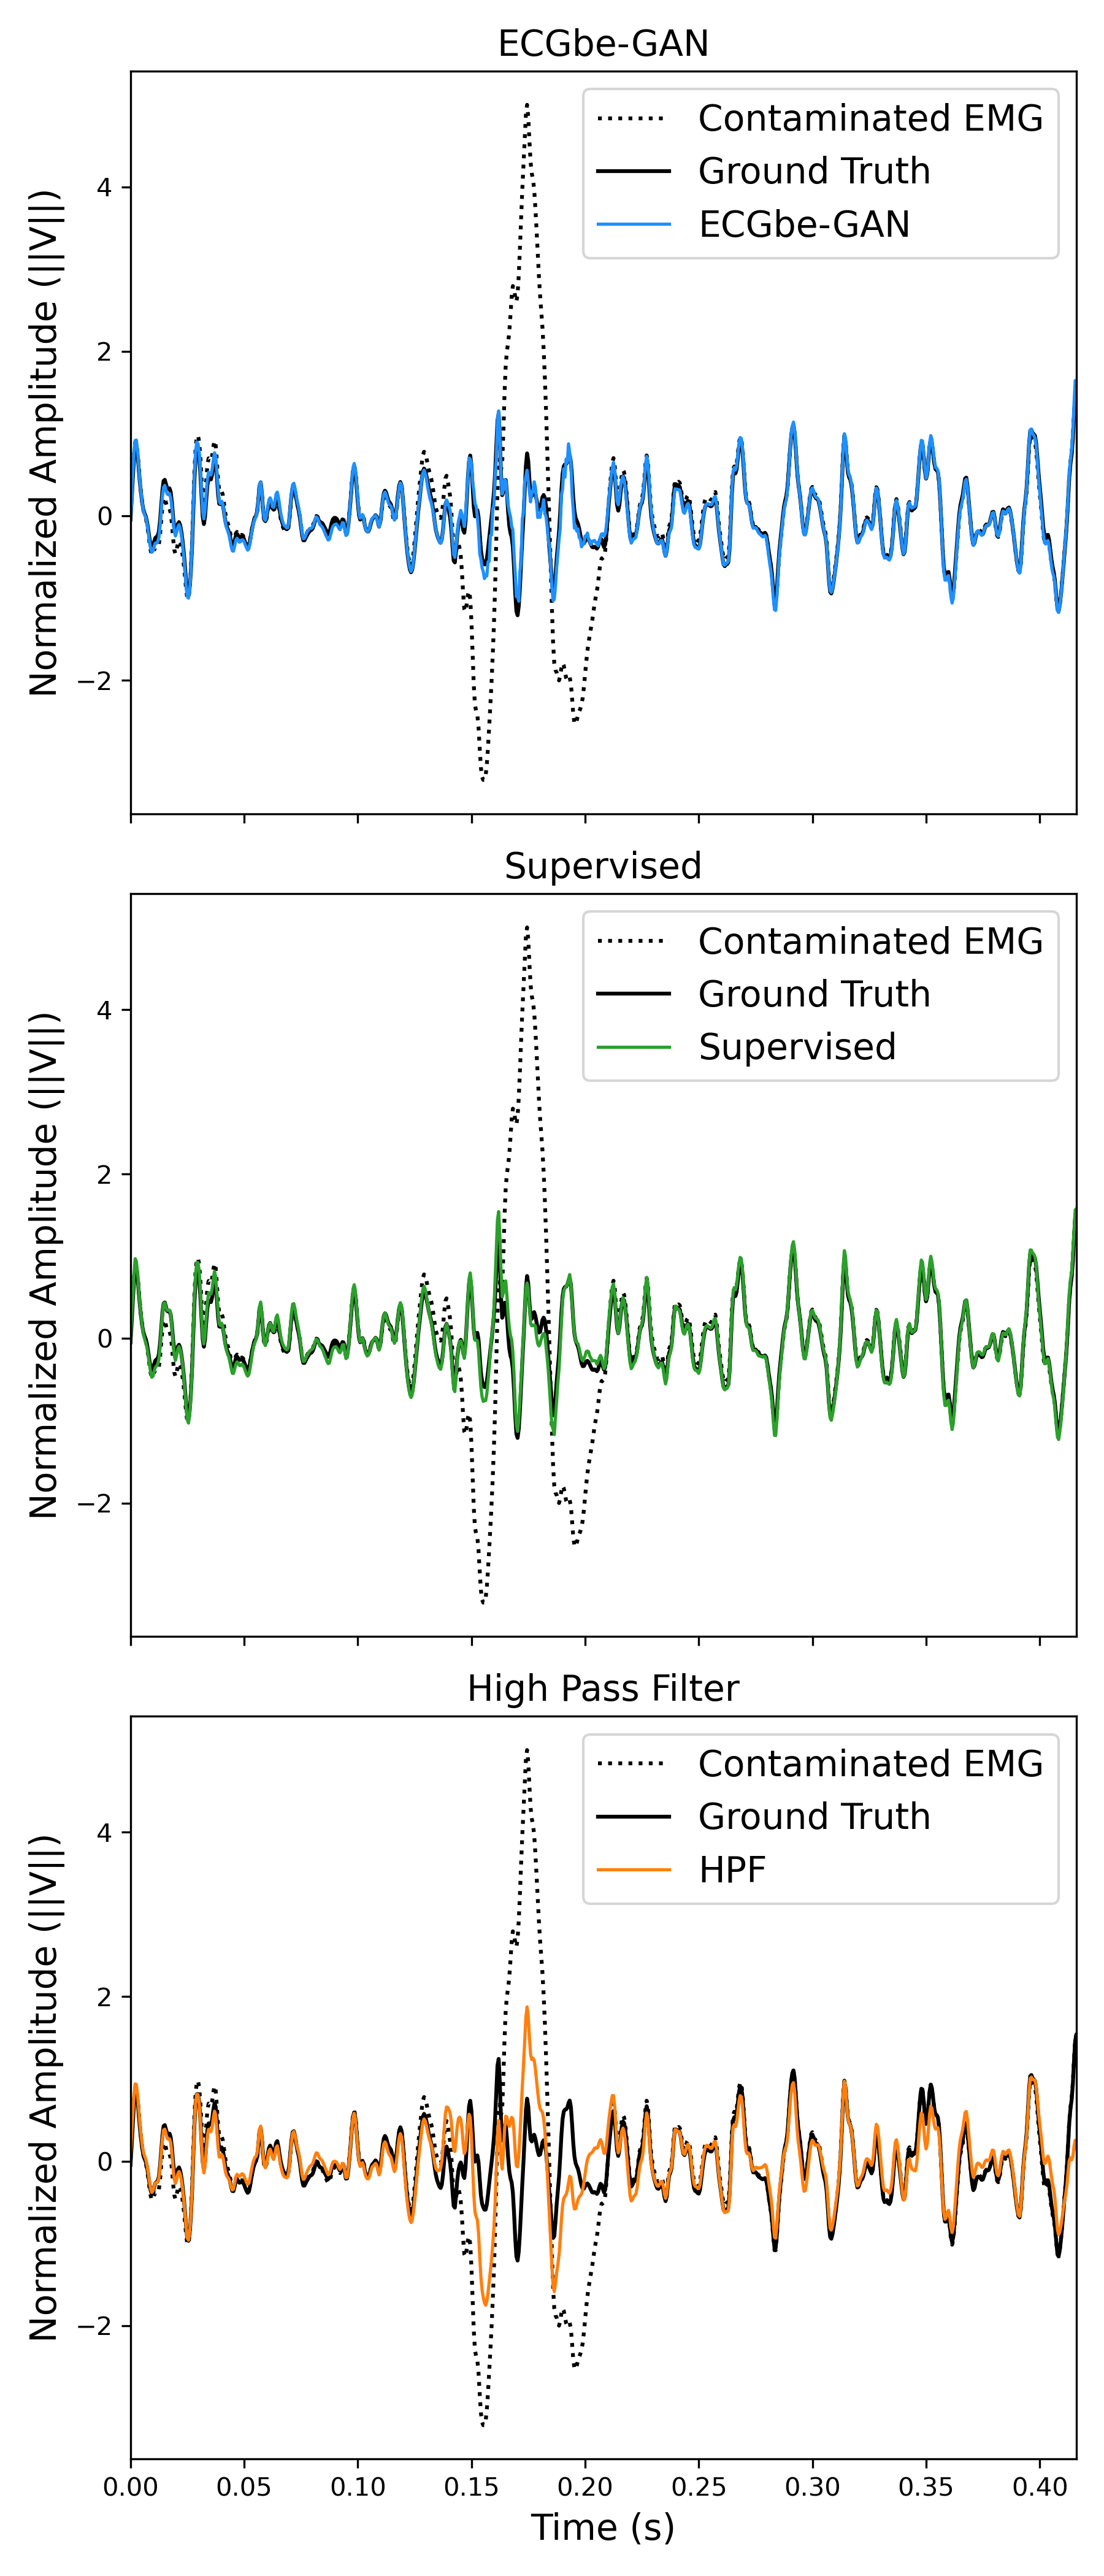 ECGbe-GAN
Contaminated EMG
Ground Truth
ECGbe-GAN
Normalized Amplitude (||V||)
4
2
0
−2
Supervised
Contaminated EMG
Ground Truth
Supervised
Normalized Amplitude (||V||)
4
2
0
−2
High Pass Filter
Contaminated EMG
Ground Truth
HPF
Normalized Amplitude (||V||)
4
2
0
−2
0.00 0.05 0.10 0.15 0.20 0.25 0.30 0.35 0.40
Time (s)